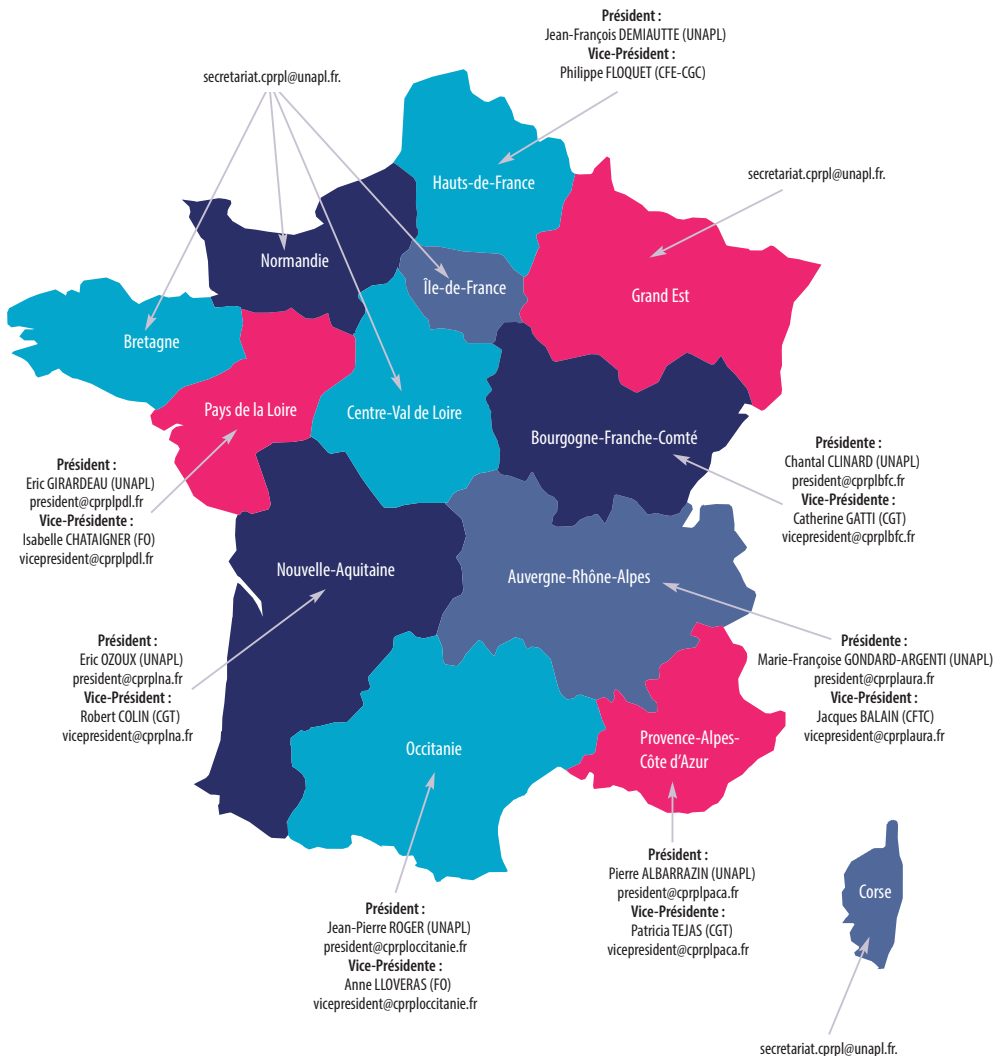 Président :
Jean-François DEMIAUTTE (UNAPL)
Vice-Président :
Philippe FLOQUET (CFE-CGC)
secretariat.cprpl@unapl.fr.
secretariat.cprpl@unapl.fr.
Hauts-de-France
Normandie
Île-de-France
Grand Est
Bretagne
Pays de la Loire
Centre-Val de Loire
Bourgogne-Franche-Comté
Président :
Eric GIRARDEAU (UNAPL)
president@cprplpdl.fr
Vice-Présidente :
Isabelle CHATAIGNER (FO)
vicepresident@cprplpdl.fr
Présidente :
Chantal CLINARD (UNAPL)
president@cprplbfc.fr
Vice-Présidente :
Catherine GATTI (CGT)
vicepresident@cprplbfc.fr
Nouvelle-Aquitaine
Auvergne-Rhône-Alpes
Président :
Eric OZOUX (UNAPL)
president@cprplna.fr
Vice-Président :
Robert COLIN (CGT)
vicepresident@cprplna.fr
Présidente :
Marie-Françoise GONDARD-ARGENTI (UNAPL)
president@cprplaura.fr
Vice-Président :
Jacques BALAIN (CFTC)
vicepresident@cprplaura.fr
Occitanie
Provence-Alpes-
Côte d'Azur
Président :
Jean-Pierre ROGER (UNAPL)
president@cprploccitanie.fr
Vice-Présidente :
Anne LLOVERAS (FO)
vicepresident@cprploccitanie.fr
Président :
Pierre ALBARRAZIN (UNAPL)
president@cprplpaca.fr
Vice-Présidente :
Patricia TEJAS (CGT)
vicepresident@cprplpaca.fr
Corse
secretariat.cprpl@unapl.fr.